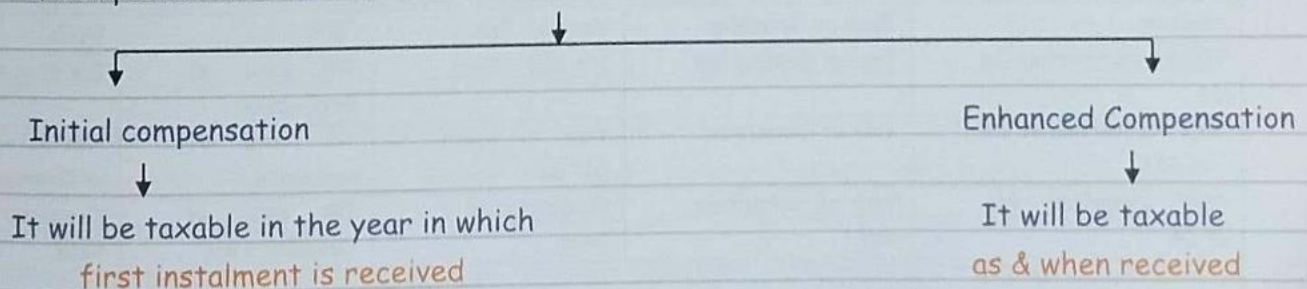 Initial compensation
It will be taxable in the year in which
first instalment is received
Enhanced Compensation
It will be taxable
as & when received